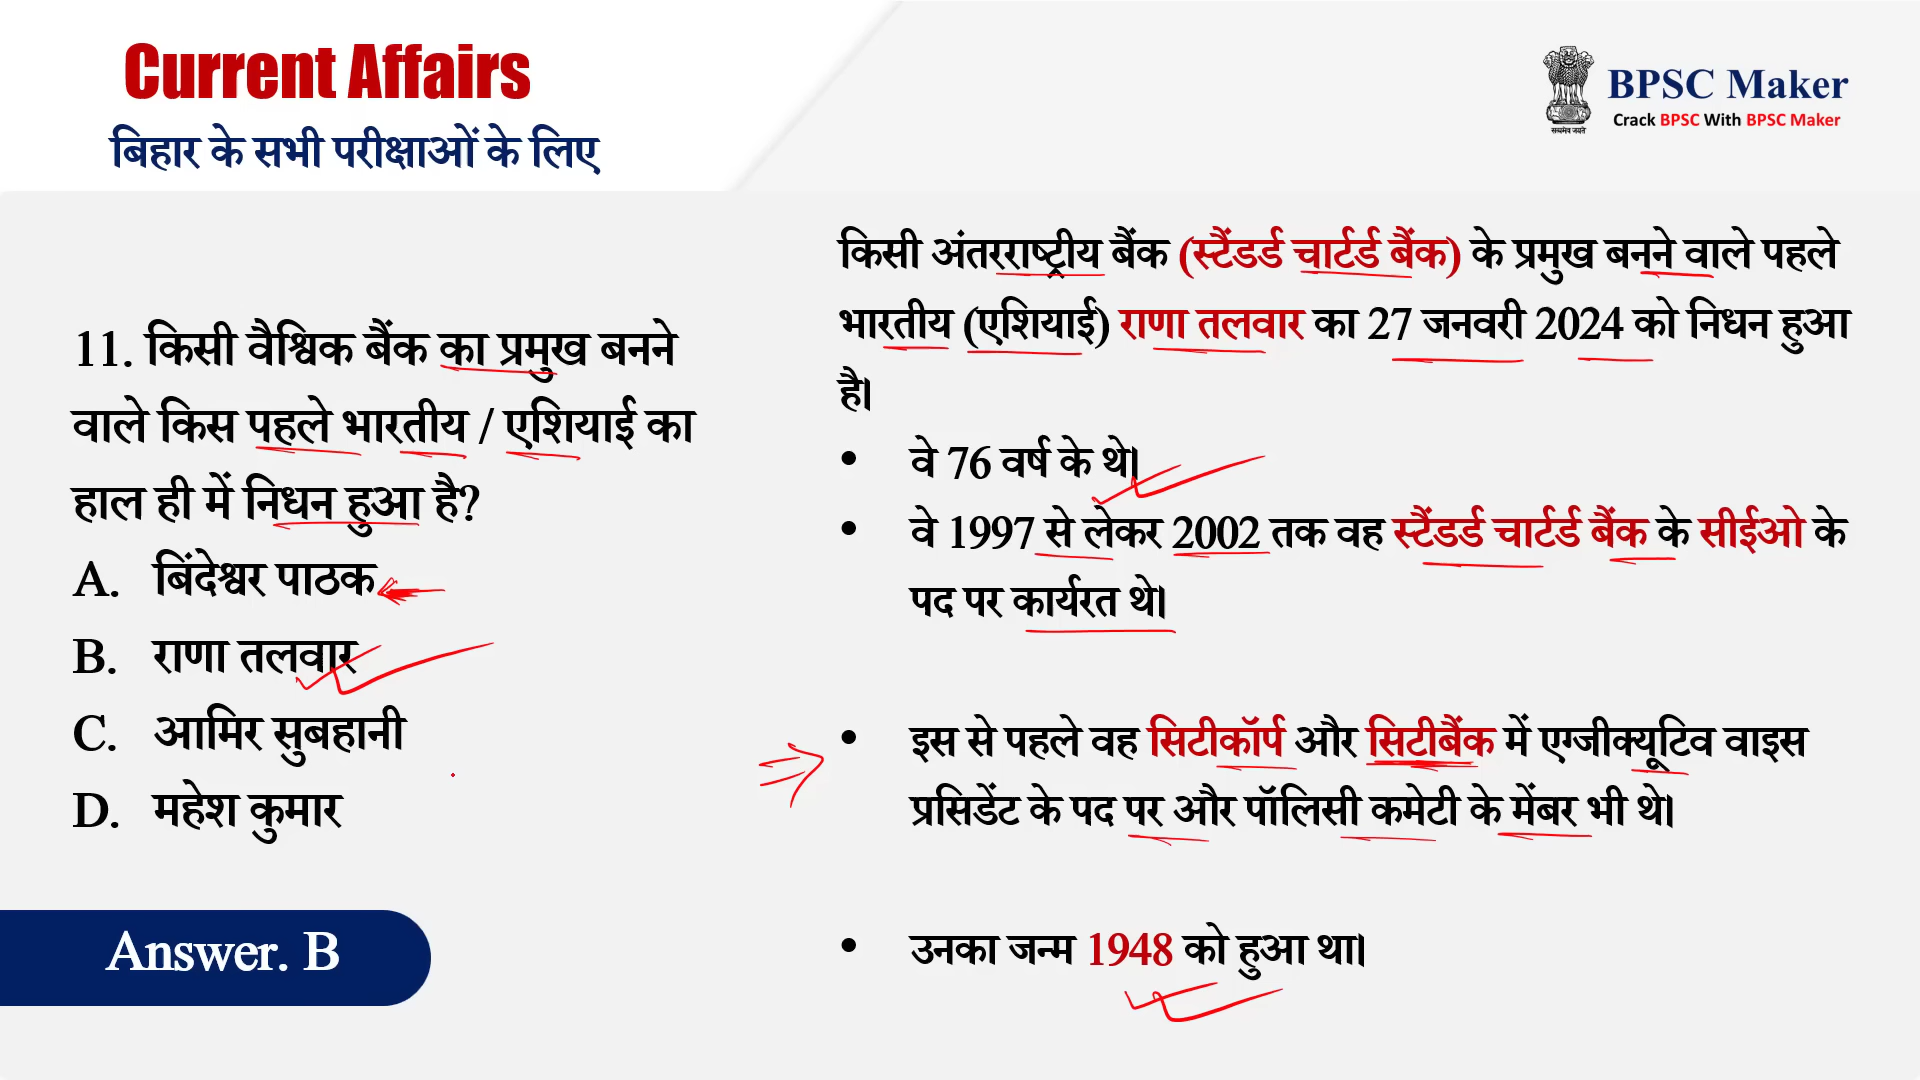 Current Affairs
बिहार के सभी परीक्षाओं के लिए
BPSC Maker
Crack BPSC With BPSC Maker
सत्यमेव जयते
11. किसी वैश्विक बैंक का प्रमुख बनने
वाले किस पहले भारतीय / एशियाई का
हाल ही में निधन हुआ है?
A. बिंदेश्वर पाठक
B. राणा तलवार
C. आमिर सुबहानी
D. महेश कुमार
Answer. B
किसी अंतरराष्ट्रीय बैंक (स्टैंडर्ड चार्टर्ड बैंक) के प्रमुख बनने वाले पहले
भारतीय (एशियाई) राणा तलवार का 27 जनवरी 2024 को निधन हुआ
है।
• वे 76 वर्ष के थे।
• वे 1997 से लेकर 2002 तक वह स्टैंडर्ड चार्टर्ड बैंक के सीईओ के
पद पर कार्यरत थे।
• इस से पहले वह सिटीकॉर्प और सिटीबैंक में एग्जीक्यूटिव वाइस
प्रसिडेंट के पद पर और पॉलिसी कमेटी के मेंबर भी थे।
• उनका जन्म 1948 को हुआ था।